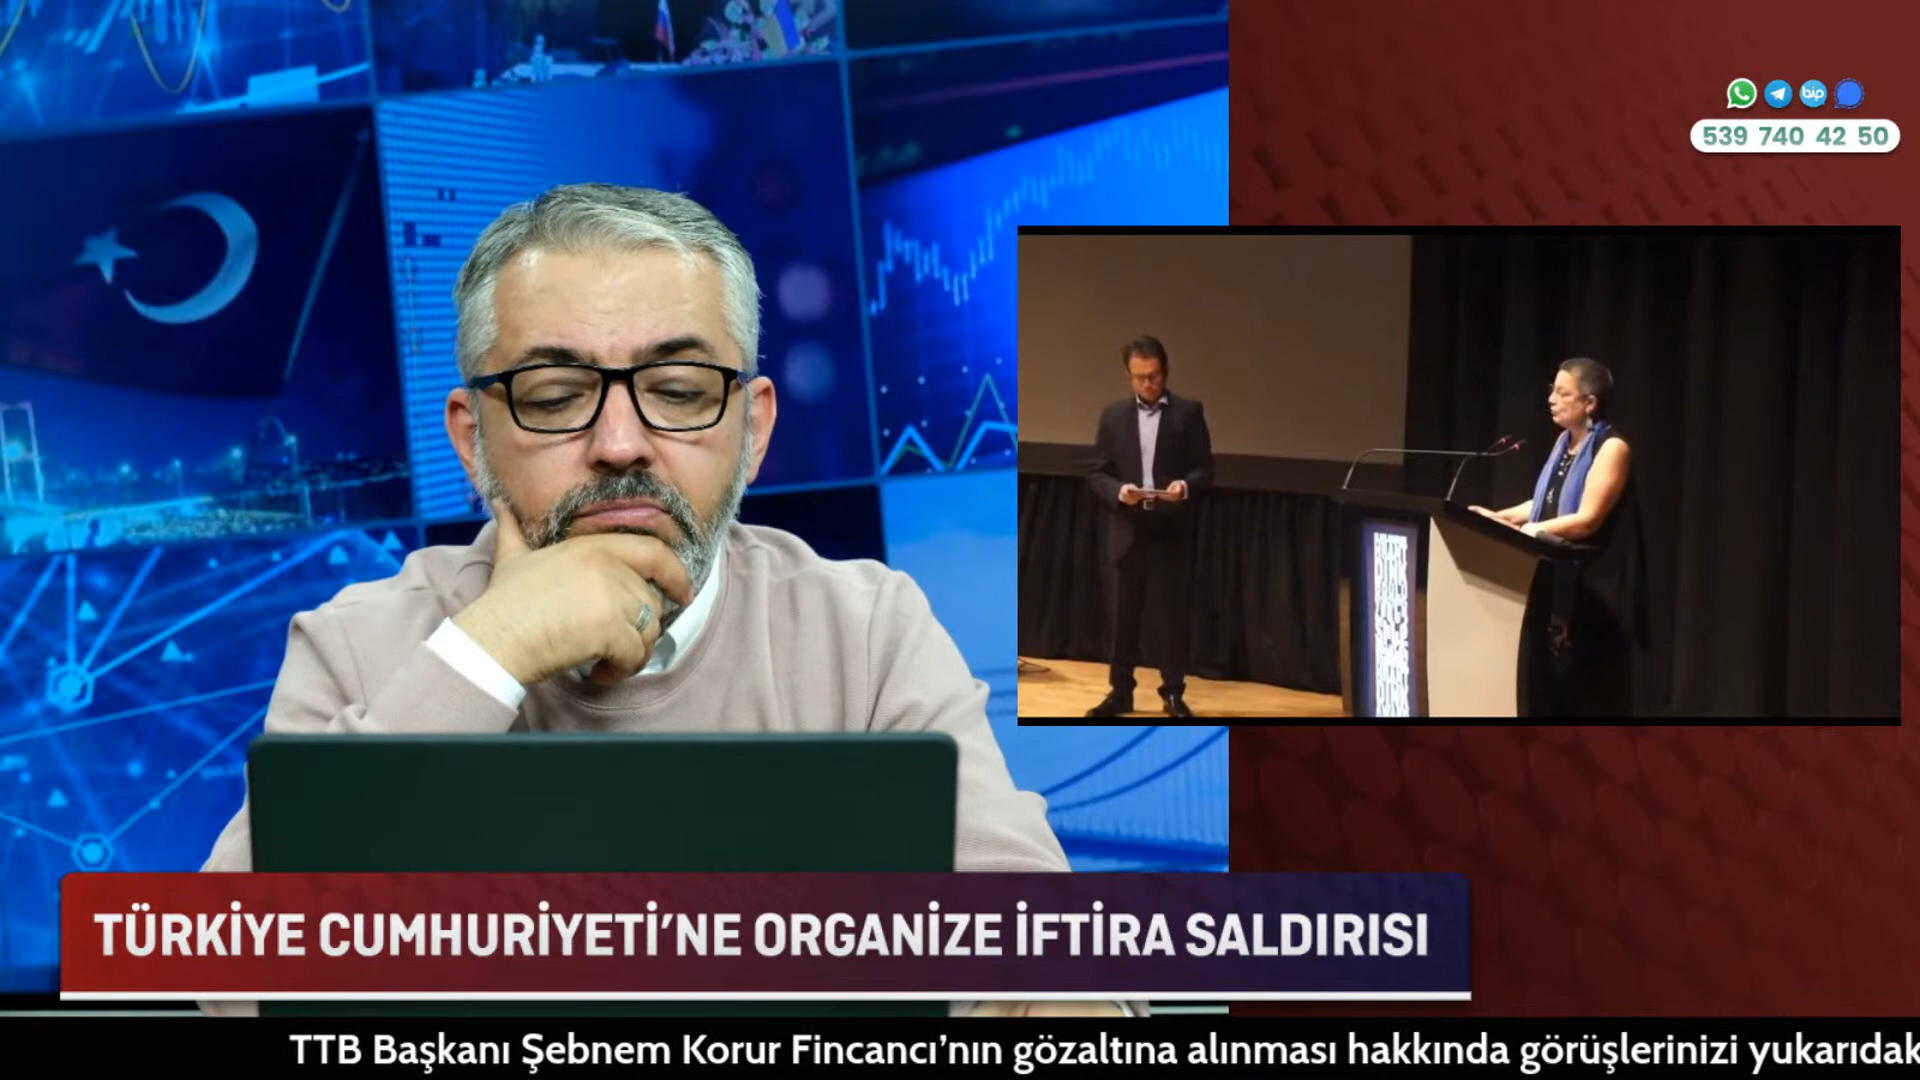 bip
539 740 42 50
TÜRKİYE CUMHURİYETİ’NE ORGANİZE İFTİRA SALDIRISI
TTB Başkanı Şebnem Korur Fincancı’nın gözaltına alınması hakkında görüşlerinizi yukarıdak